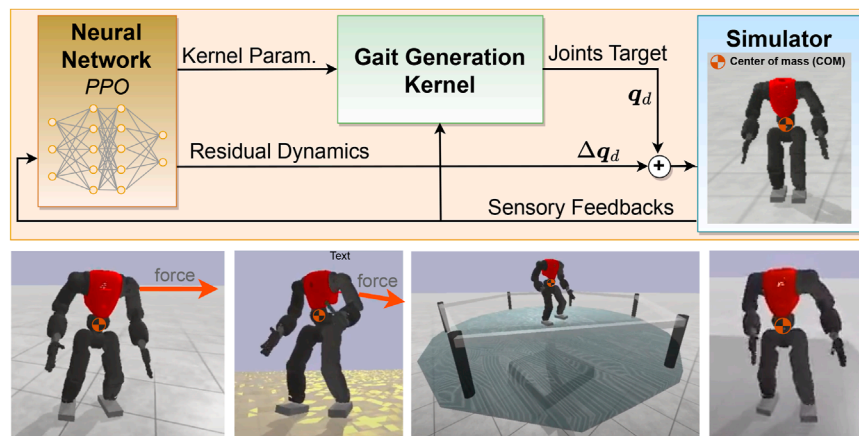 Neural
Network
PPO
Kernel Param.
Gait Generation
Kernel
Joints Target
q_d
Simulator
Center of mass (COM)
Residual Dynamics
Δq_d
+
Sensory Feedbacks
force
Text
force